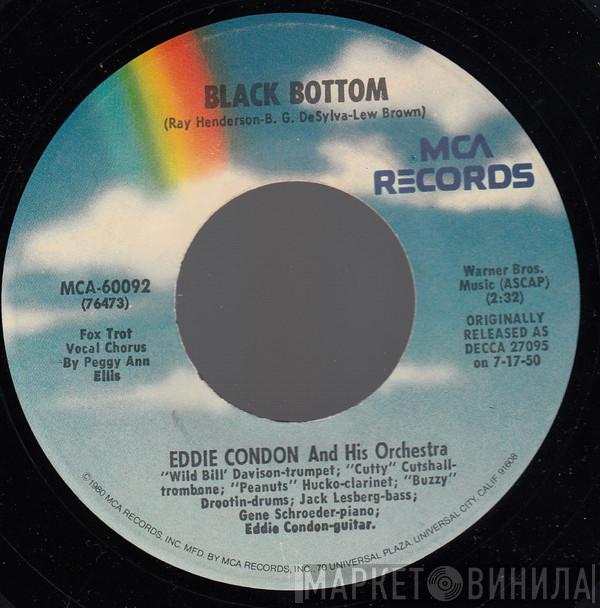 BLACK BOTTOM
(Ray Henderson-B. G. DeSylva-Lew Brown)
MCA
RECORDS
MCA-60092
(76473)
Fox Trot
Vocal Chorus
By Peggy Ann
Ellis
Warner Bros.
Music (ASCAP)
(2:32)
ORIGINALLY
RELEASED AS
DECCA 27095
on 7-17-50
EDDIE CONDON And His Orchestra
"Wild Bill' Davison-trumpet; "Cutty" Cutshall-
trombone; "Peanuts" Hucko-clarinet; "Buzzy"
Drootin-drums; Jack Lesberg-bass;
Gene Schroeder-piano;
Eddie Condon-guitar.
©1980 MCA RECORDS, INC. MFD. BY MCA RECORDS, INC., 70 UNIVERSAL PLAZA, UNIVERSAL CITY, CALIF. 91608
МАРКЕТ ВИНИЛА